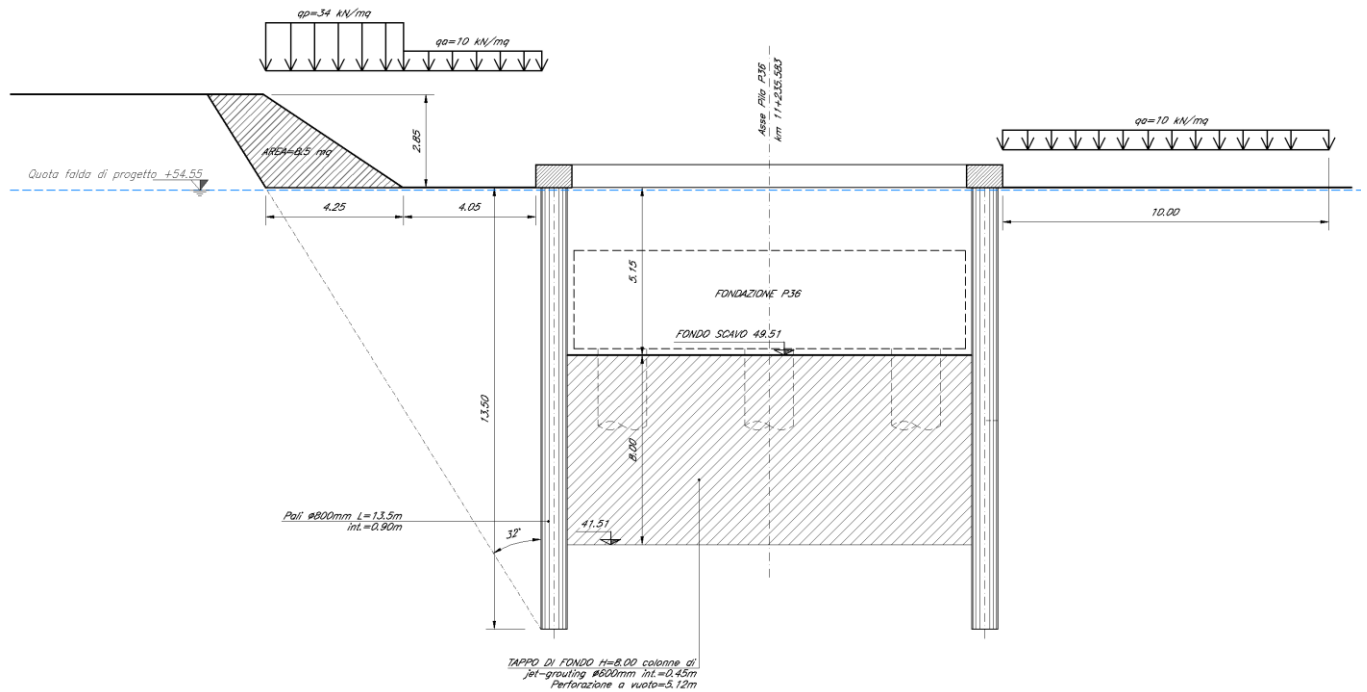 qp=34 kN/mq
qa=10 kN/mq
Asse Pila P36
km 11+235.583
qa=10 kN/mq
2.85
AREA=8.5 mq
Quota falda di progetto +54.55
4.25
4.05
10.00
5.15
FONDAZIONE P36
FONDO SCAVO 49.51
13.50
8.00
Pali ø800mm L=13.5m
int.=0.90m
32°
41.51
TAPPO DI FONDO H=8.00 colonne di
jet-grouting ø600mm int.=0.45m
Perforazione a vuoto=5.12m